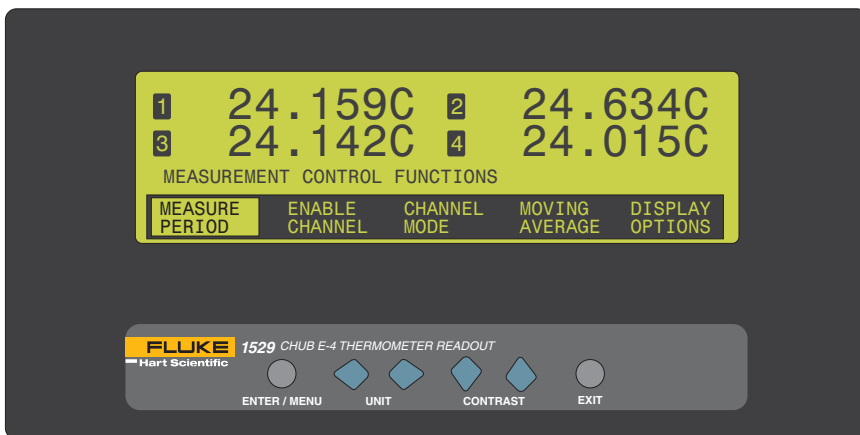 1 24.159C 2 24.634C
3 24.142C 4 24.015C
MEASUREMENT CONTROL FUNCTIONS
MEASURE ENABLE CHANNEL MOVING DISPLAY
PERIOD CHANNEL MODE AVERAGE OPTIONS
FLUKE 1529 CHUB E-4 THERMOMETER READOUT
Hart Scientific
ENTER / MENU UNIT CONTRAST EXIT